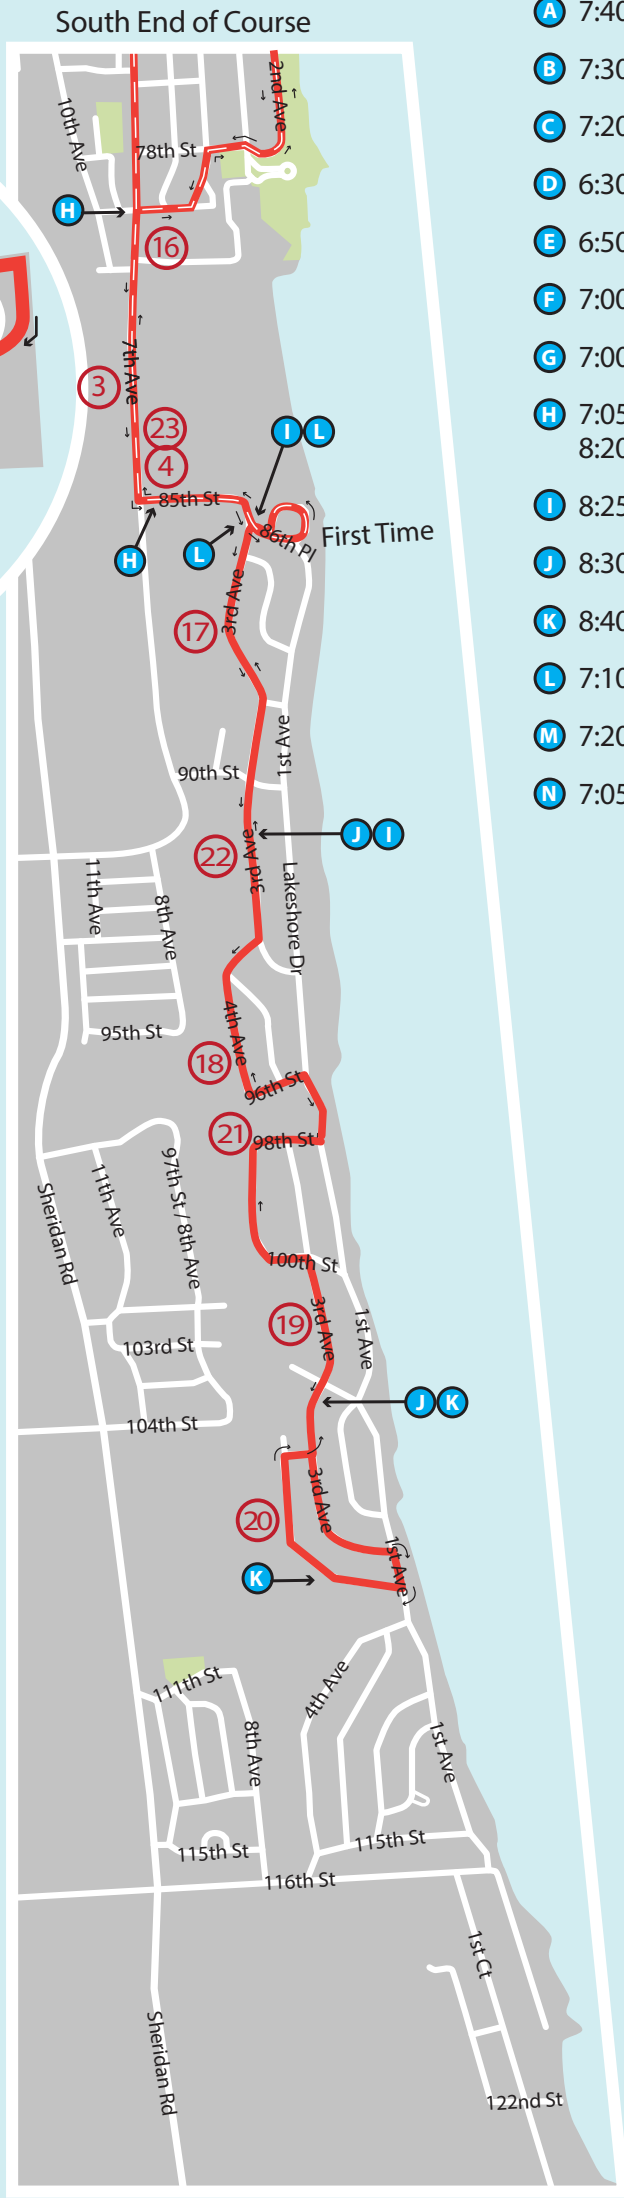 South End of Course
A 7:40
B 7:30
C 7:20
D 6:30
E 6:50
F 7:00
G 7:00
H 7:05
8:20
I 8:25
J 8:30
K 8:40
L 7:10
M 7:20
N 7:05
2nd Ave
10th Ave
78th St
H
16
7th Ave
3
23
4
I L
85th St
86th Pl
First Time
H
L
3rd Ave
17
1st Ave
90th St
J I
22
3rd Ave
11th Ave
8th Ave
Lakeshore Dr
95th St
4th Ave
18
96th St
21
98th St
97th St / 8th Ave
11th Ave
Sheridan Rd
100th St
19
3rd Ave
1st Ave
103rd St
J K
104th St
3rd Ave
20
1st Ave
K
111th St
4th Ave
8th Ave
1st Ave
115th St
115th St
116th St
1st Ct
Sheridan Rd
122nd St